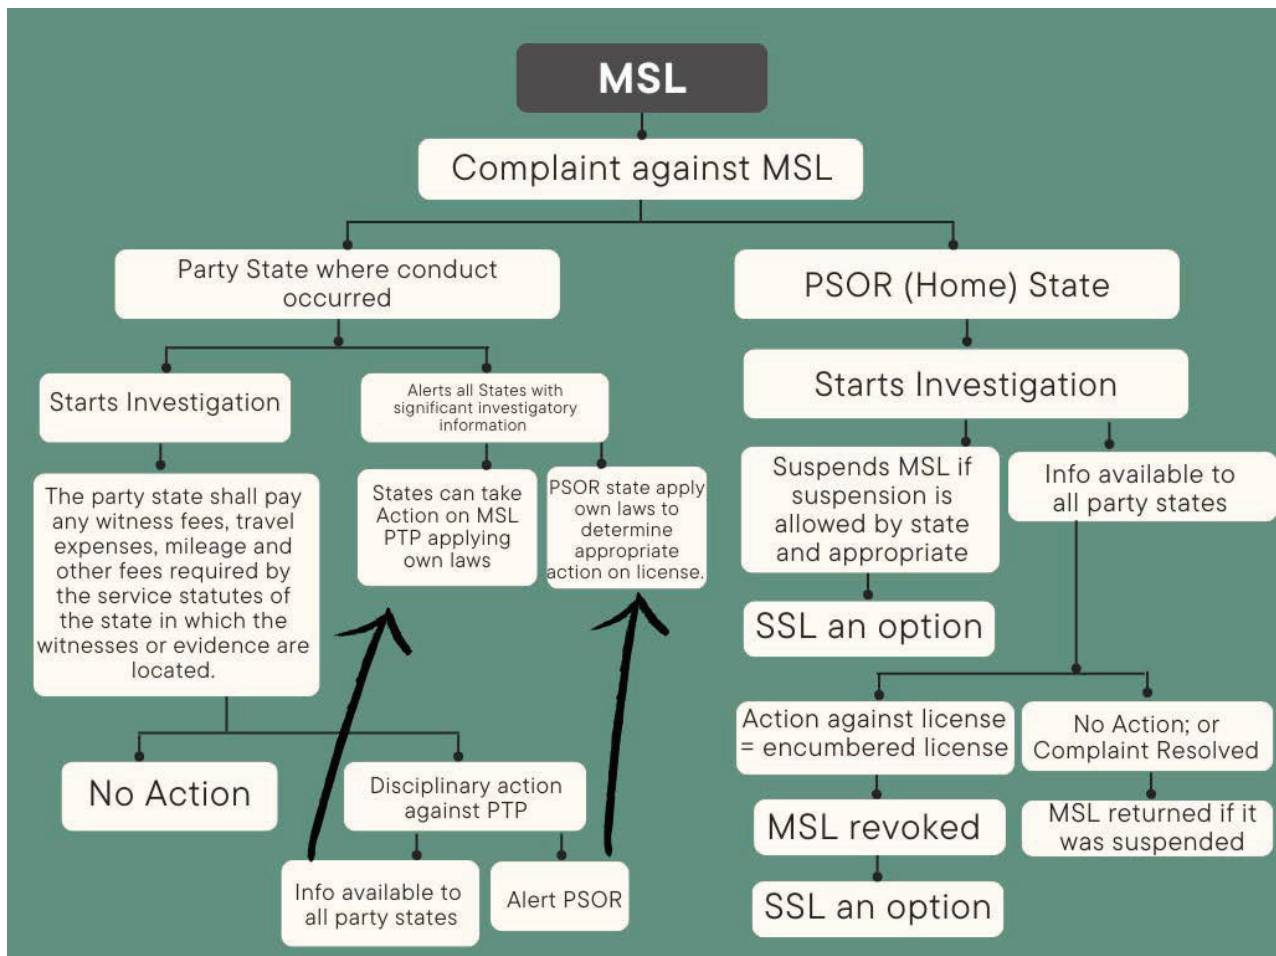 MSL
Complaint against MSL
Party State where conduct
occurred
PSOR (Home) State
Starts Investigation
Alerts all States with
significant investigatory
information
Starts Investigation
The party state shall pay
any witness fees, travel
expenses, mileage and
other fees required by
the service statutes of
the state in which the
witnesses or evidence are
located.
States can take
Action on MSL
PTP applying
own laws
PSOR state apply
own laws to
determine
appropriate
action on license.
Suspends MSL if
suspension is
allowed by state
and appropriate
Info available to
all party states
SSL an option
No Action
Disciplinary action
against PTP
Info available to
all party states
Alert PSOR
Action against license
= encumbered license
No Action; or
Complaint Resolved
MSL revoked
MSL returned if it
was suspended
SSL an option